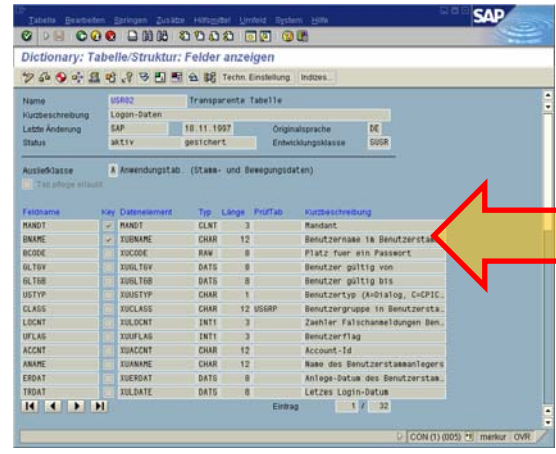 Tabelle Bearbeiten Springen Zusätze Hilfsmittel Umfeld System Hilfe
SAP
Dictionary: Tabelle/Struktur: Felder anzeigen
Techn. Einstellung Indizes...
Name USR02 Transparente Tabelle
Kurzbeschreibung Logon-Daten
Letzte Änderung SAP 18.11.1997 Originalsprache DE
Status aktiv gesichert Entwicklungsklasse SUSR
Auslieferklasse A Anwendungstab. (Stamm- und Bewegungsdaten)
Tab.pflege erlaubt
Feldname Key Datenelement Typ Länge PrüfTab Kurzbeschreibung
MANDT MANDT CLNT 3 Mandant
BNAME XUBNAME CHAR 12 Benutzername im Benutzerstam
BCODE XUCODE RAW 8 Platz fuer ein Passwort
GLTGV XUGLTGV DATS 8 Benutzer gültig von
GLTGB XUGLTGB DATS 8 Benutzer gültig bis
USTYP XUUSTYP CHAR 1 Benutzertyp (A=Dialog, C=CPIC.
CLASS XUCLASS CHAR 12 USGRP Benutzergruppe in Benutzersta.
LOCNT XULOCNT INT1 3 Zaehler Falschanmeldungen Ben.
UFLAG XUUFLAG INT1 3 Benutzerflag
ACCNT XUACCNT CHAR 12 Account-Id
ANAME XUANAME CHAR 12 Name des Benutzerstammanlegers
ERDAT XUERDAT DATS 8 Anlege-Datum des Benutzerstam.
TRDAT XULDATE DATS 8 Letzes Login-Datum
Eintrag 1 / 32
CON (1) (005) merkur OVR